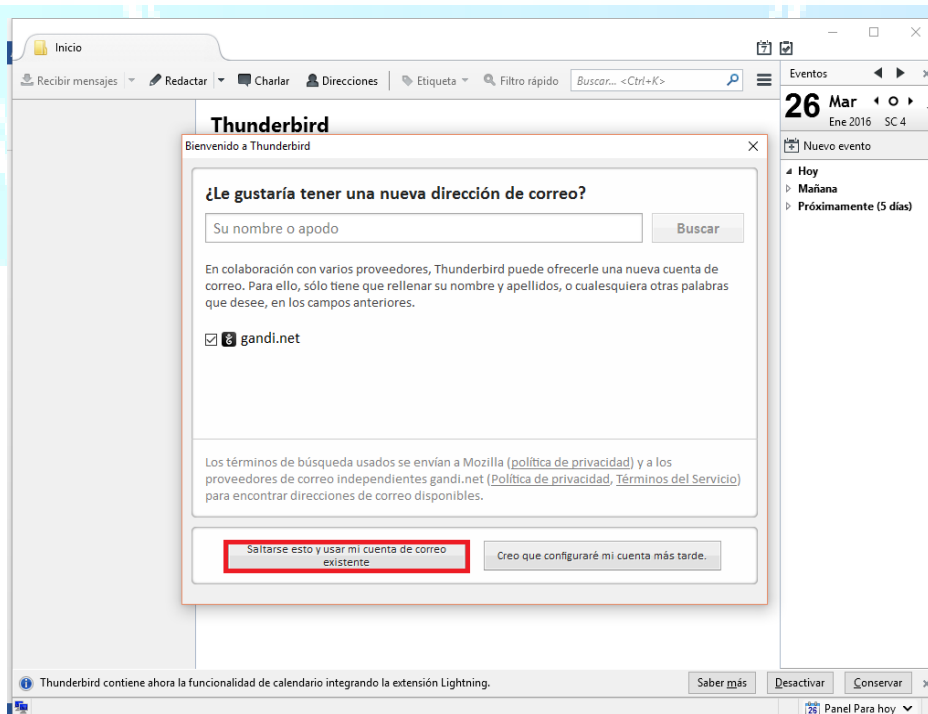 Inicio
Recibir mensajes
Redactar
Charlar
Direcciones
Etiqueta
Filtro rápido
Buscar... <Ctrl+K>
Eventos
26
Mar
Ene 2016 SC 4
Nuevo evento
Hoy
Mañana
Próximamente (5 días)
Thunderbird
Bienvenido a Thunderbird
¿Le gustaría tener una nueva dirección de correo?
Su nombre o apodo
Buscar
En colaboración con varios proveedores, Thunderbird puede ofrecerle una nueva cuenta de
correo. Para ello, sólo tiene que rellenar su nombre y apellidos, o cualesquiera otras palabras
que desee, en los campos anteriores.
gandi.net
Los términos de búsqueda usados se envían a Mozilla (política de privacidad) y a los
proveedores de correo independientes gandi.net (Política de privacidad, Términos del Servicio)
para encontrar direcciones de correo disponibles.
Saltarse esto y usar mi cuenta de correo
existente
Creo que configuraré mi cuenta más tarde.
Thunderbird contiene ahora la funcionalidad de calendario integrando la extensión Lightning.
Saber más
Desactivar
Conservar
26 Panel Para hoy